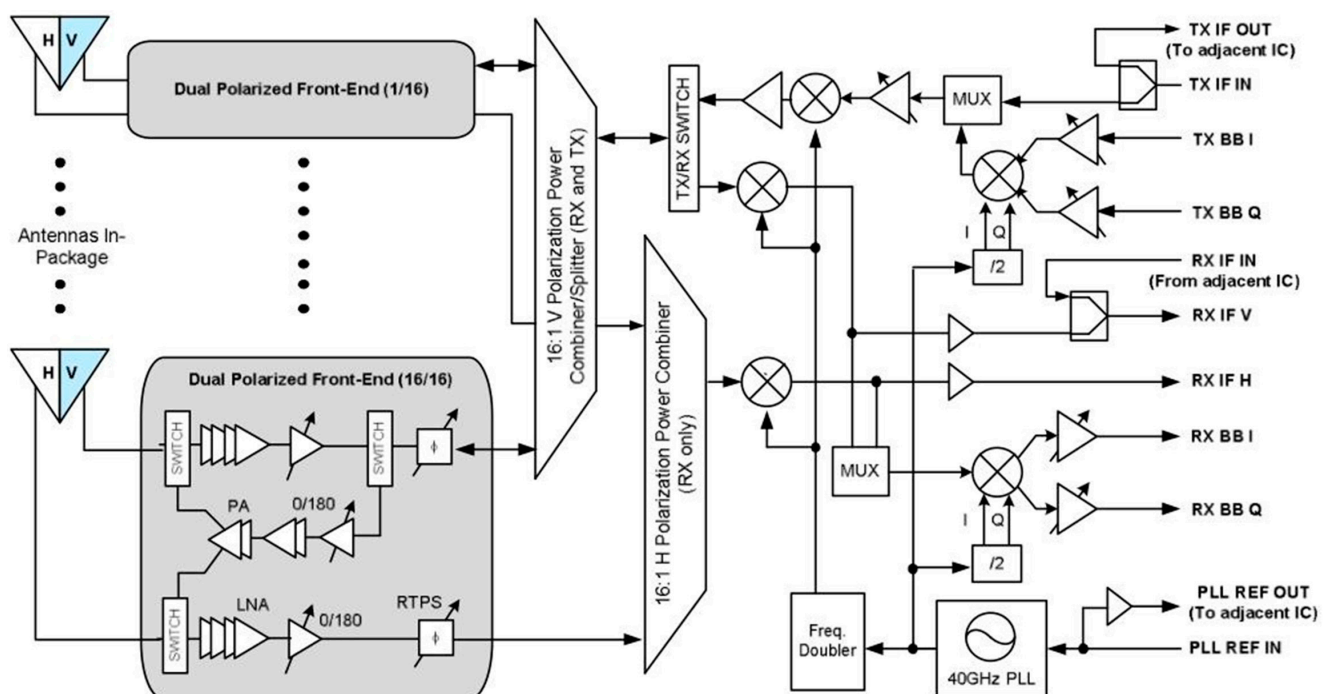 H V
Dual Polarized Front-End (1/16)
Antennas In-
Package
H V
Dual Polarized Front-End (16/16)
SWITCH
SWITCH
ϕ
PA
0/180
SWITCH
LNA
0/180
RTPS
ϕ
16:1 V Polarization Power
Combiner/Splitter (RX and TX)
16:1 H Polarization Power Combiner
(RX only)
TX/RX SWITCH
MUX
TX IF OUT
(To adjacent IC)
TX IF IN
TX BB I
TX BB Q
I Q
/2
RX IF IN
(From adjacent IC)
RX IF V
RX IF H
MUX
RX BB I
RX BB Q
I Q
/2
Freq.
Doubler
40GHz PLL
PLL REF OUT
(To adjacent IC)
PLL REF IN